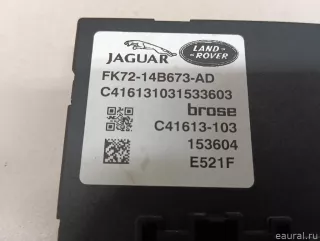 JAGUAR
LAND
ROVER
FK72-14B673-AD
C416131031533603
brose
C41613-103
153604
E521F
eaural.ru